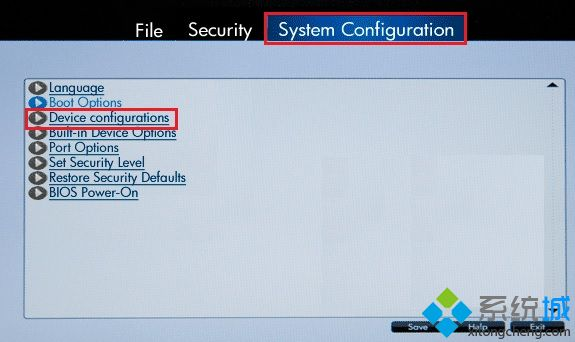 File Security System Configuration
Language
Boot Options
Device configurations
Built-in Device Options
Port Options
Set Security Level
Restore Security Defaults
BIOS Power-On
Save Help Exit
系统城
xitongcheng.com